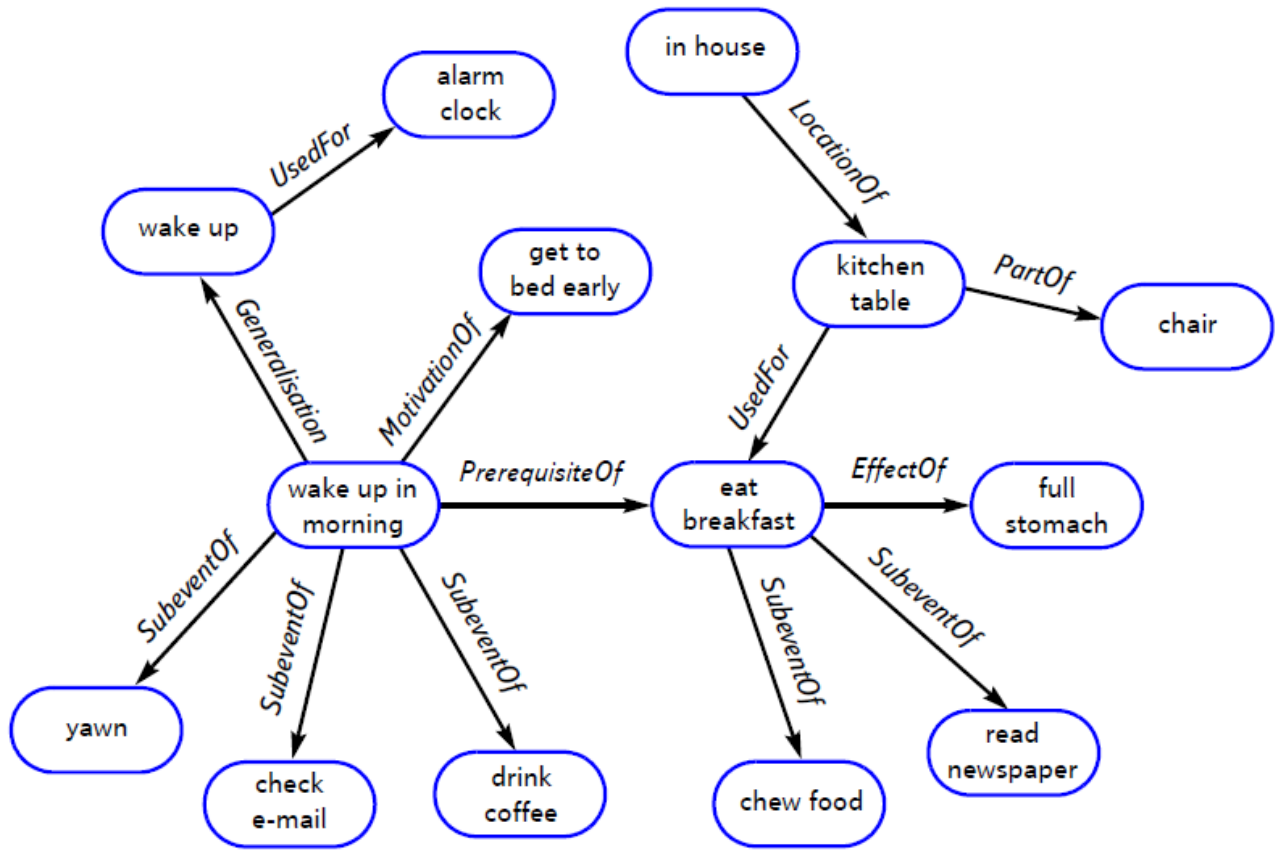 in house
alarm
clock
LocationOf
UsedFor
wake up
get to
bed early
kitchen
table
PartOf
chair
Generalisation
MotivationOf
UsedFor
wake up in
morning
PrerequisiteOf
eat
breakfast
EffectOf
full
stomach
SubeventOf
SubeventOf
SubeventOf
SubeventOf
SubeventOf
yawn
check
e-mail
drink
coffee
chew food
read
newspaper